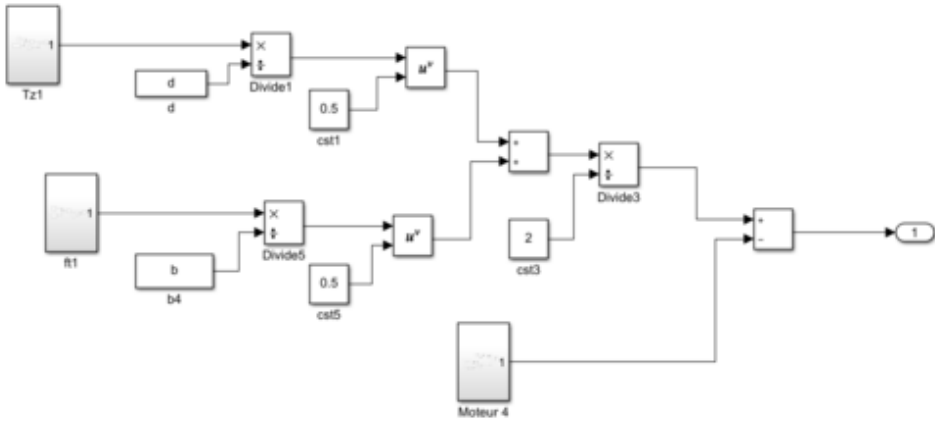 1
Tz1
×
÷
d
d
Divide1
0.5
cst1
u^v
+
+
×
÷
Divide3
1
ft1
×
÷
b
b4
Divide5
0.5
cst5
u^v
2
cst3
+
−
1
1
Moteur 4